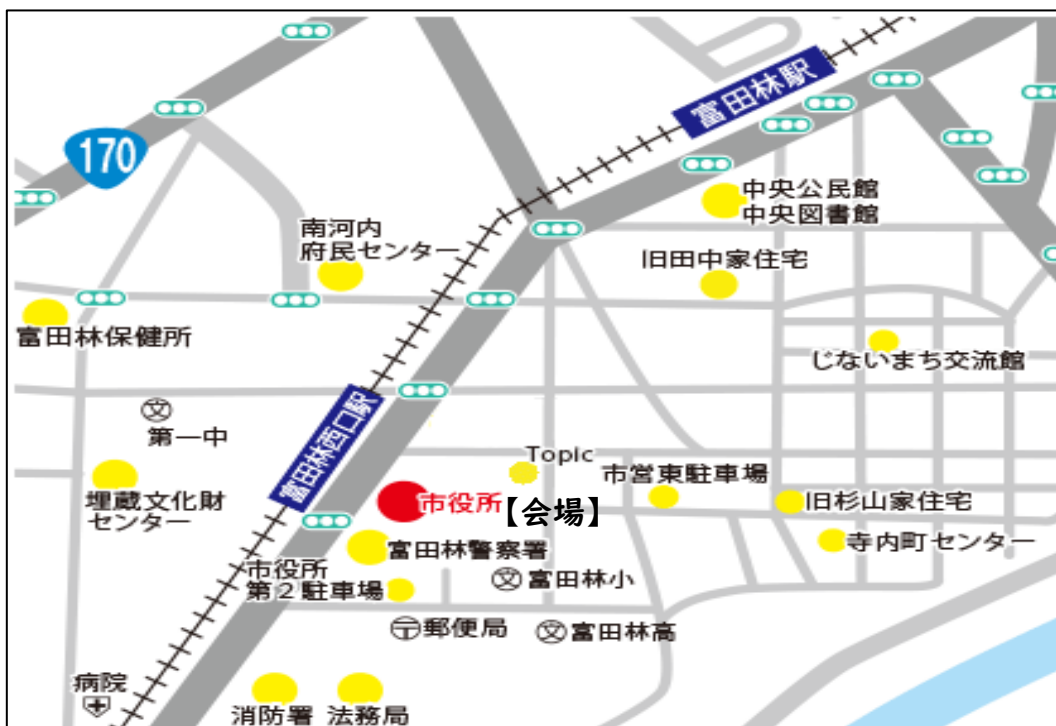 富田林駅
170
中央公民館
中央図書館
南河内
府民センター
旧田中家住宅
富田林保健所
じないまち交流館
富田林西口駅
文
第一中
Topic
市営東駐車場
埋蔵文化財
センター
市役所【会場】
旧杉山家住宅
富田林警察署
寺内町センター
市役所
第2駐車場
文富田林小
〒郵便局
文富田林高
病院
消防署
法務局